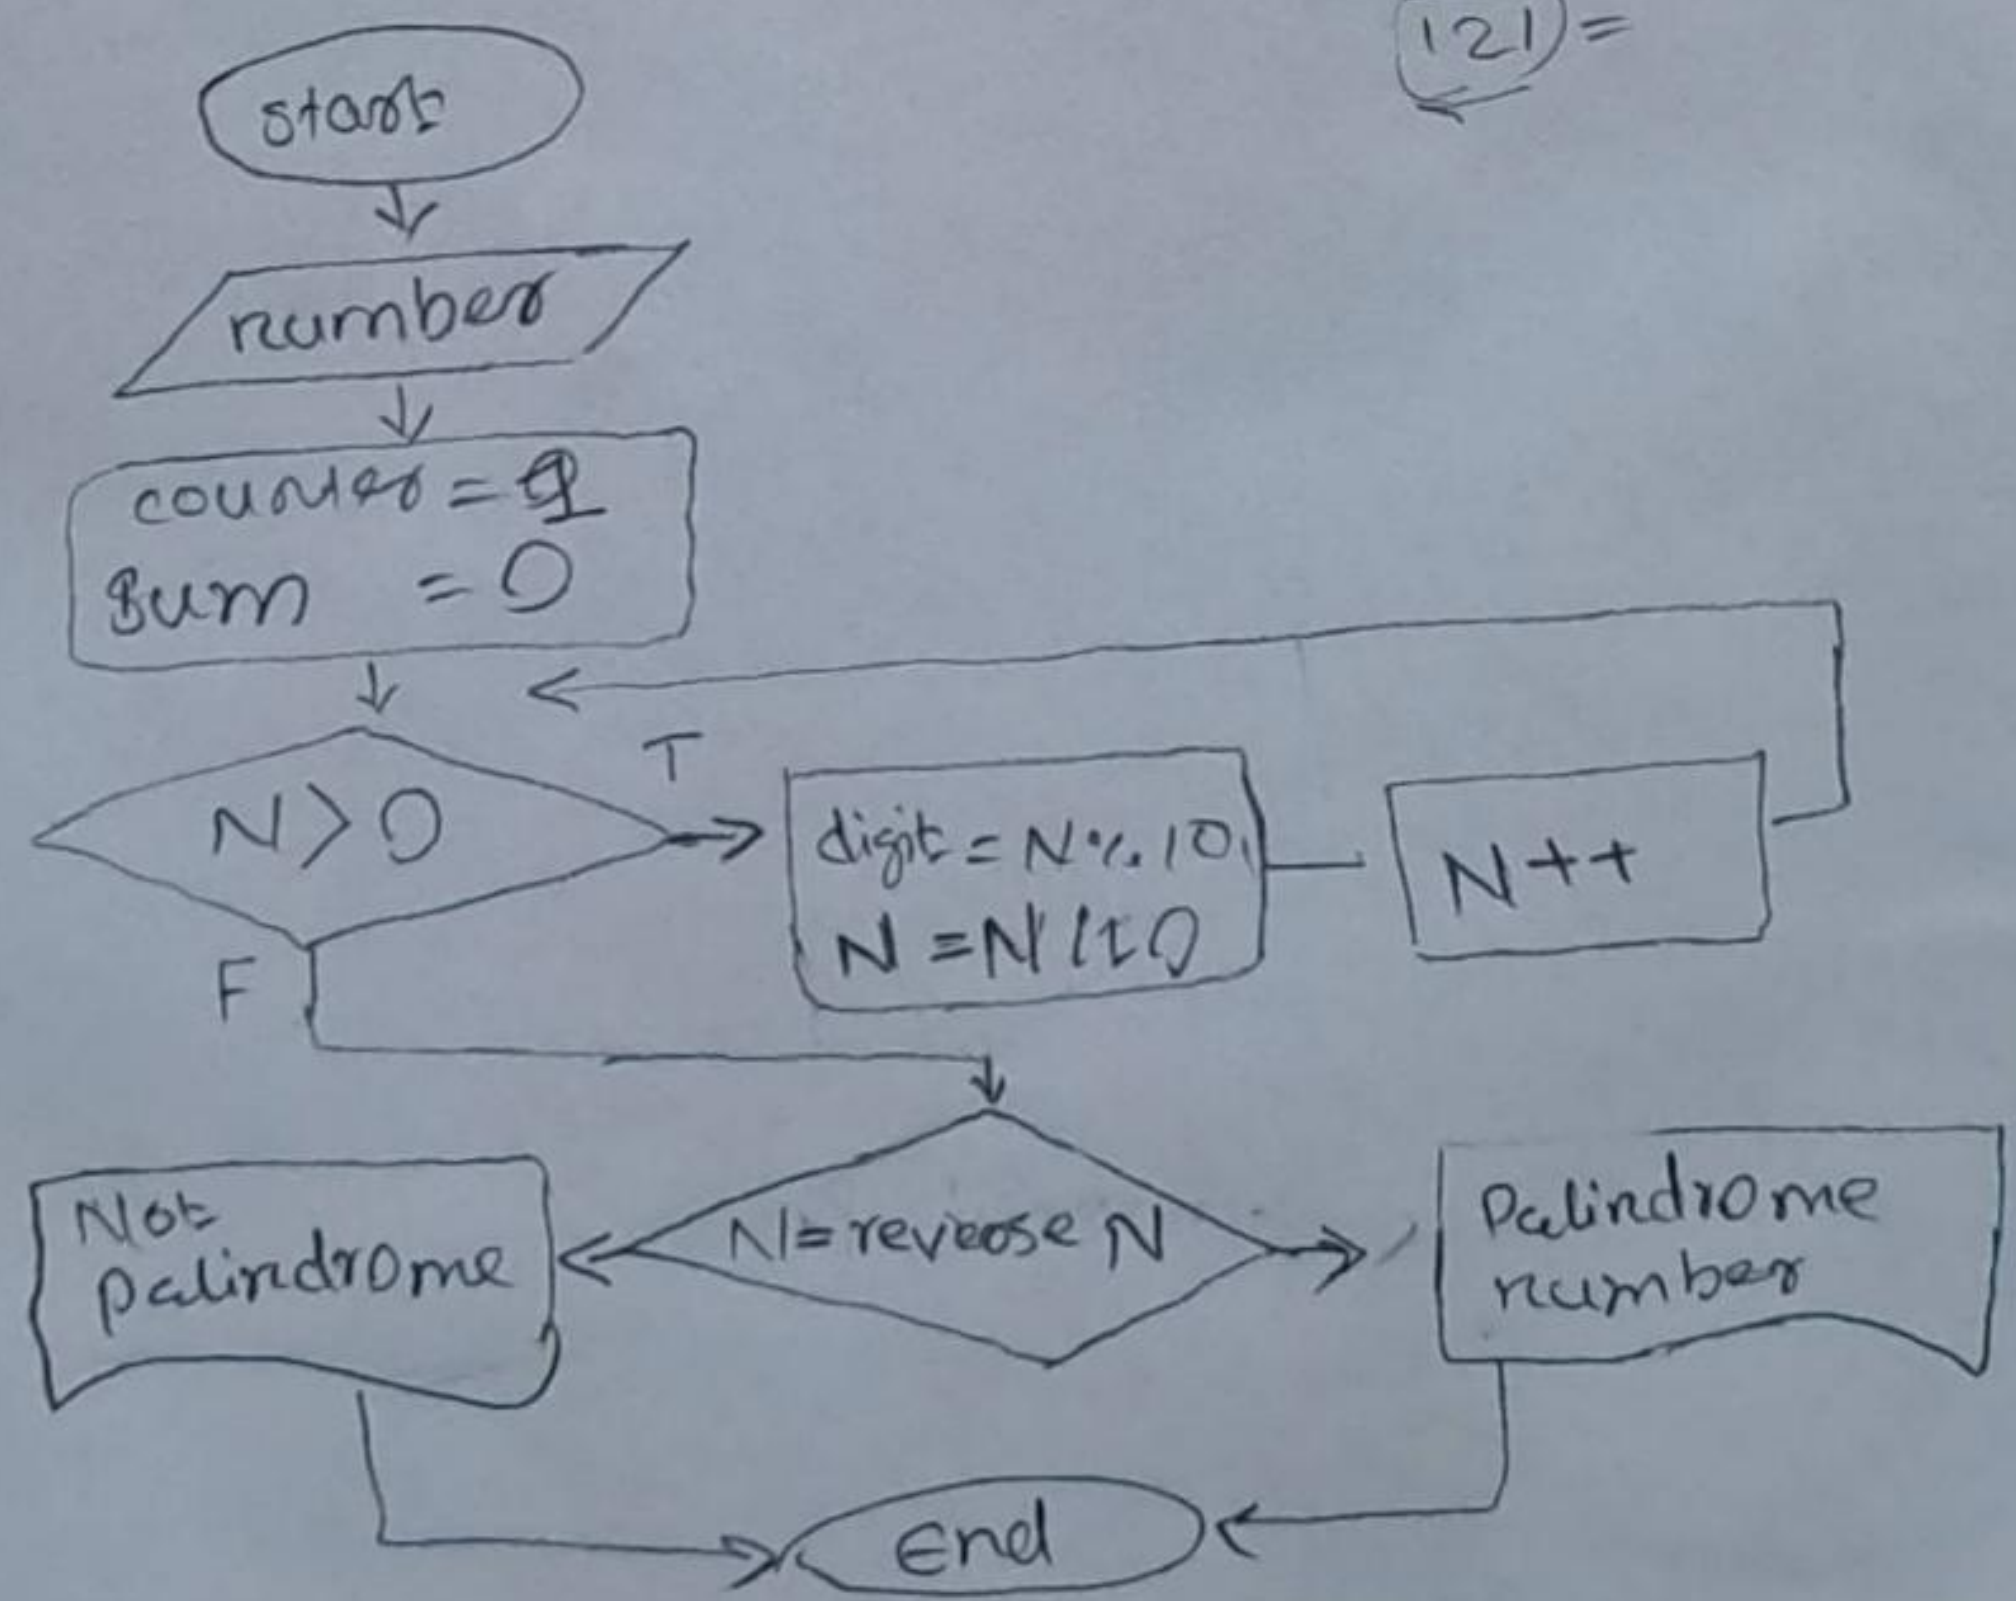 121 =
start
number
counter = 1
Sum = 0
T
N > 0
digit = N % 10
N = N / 10
N++
F
Not
palindrome
N = reverse N
Palindrome
number
End